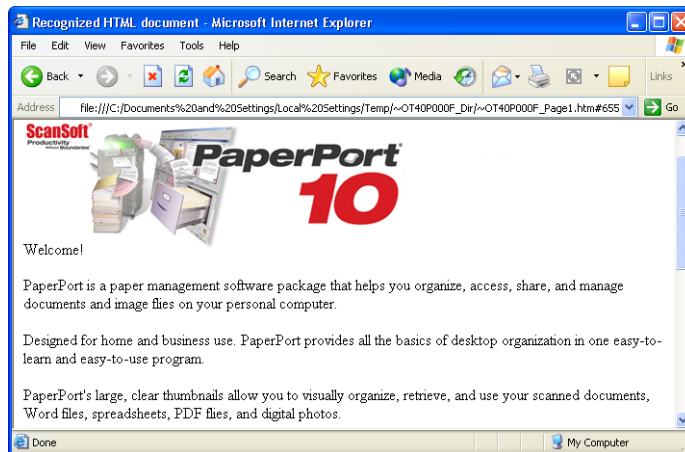 Recognized HTML document - Microsoft Internet Explorer
File Edit View Favorites Tools Help
Back Search Favorites Media Links
Address file:///C:/Documents%20and%20Settings/Local%20Settings/Temp/~OT40P000F_Dir/~OT40P000F_Page1.htm#655 Go
ScanSoft
Productivity
Without Boundaries
PaperPort
10
Welcome!
PaperPort is a paper management software package that helps you organize, access, share, and manage
documents and image flies on your personal computer.
Designed for home and business use. PaperPort provides all the basics of desktop organization in one easy-to-
learn and easy-to-use program.
PaperPort's large, clear thumbnails allow you to visually organize, retrieve, and use your scanned documents,
Word files, spreadsheets, PDF flies, and digital photos.
Done My Computer